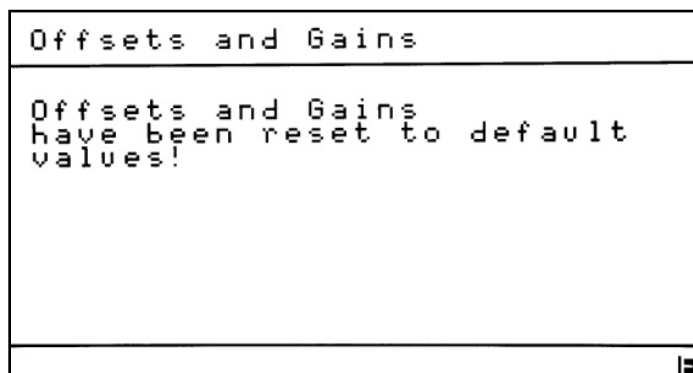 Offsets and Gains
Offsets and Gains
have been reset to default
values!